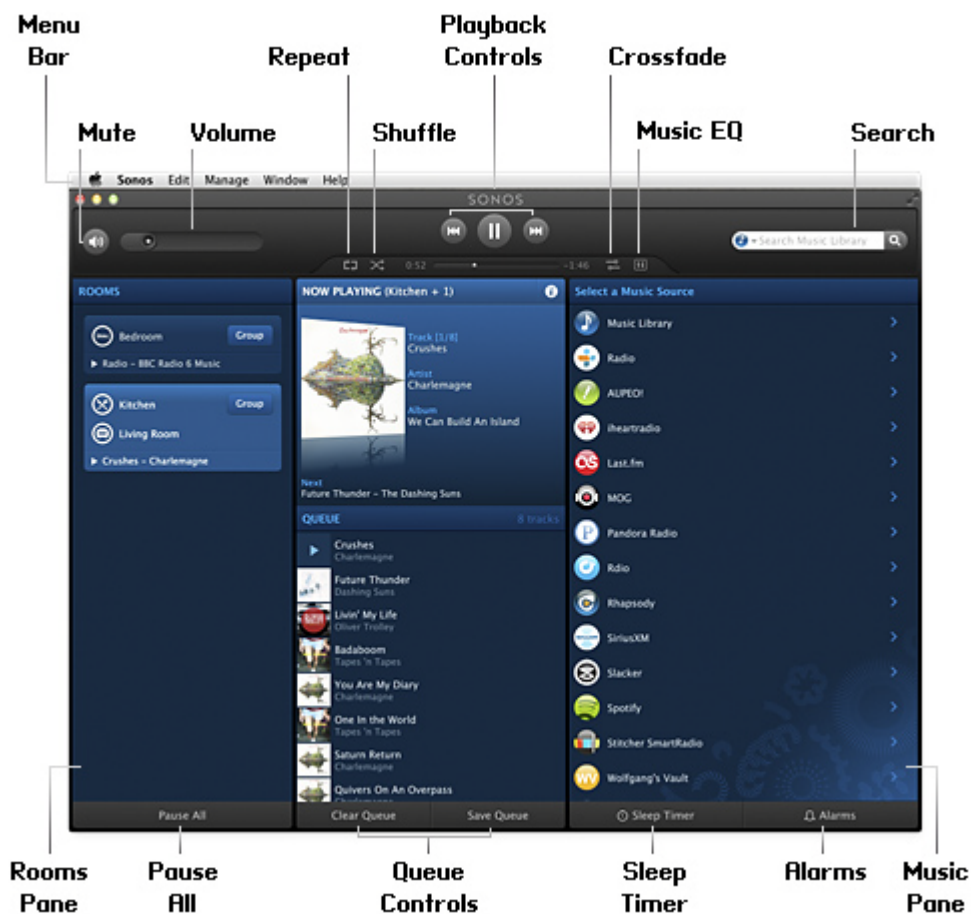 Menu
Bar
Repeat
Playback
Controls
Crossfade
Mute
Volume
Shuffle
Music EQ
Search
Sonos Edit Manage Window Help
SONOS
Search Music Library
0:52
-1:46
ROOMS
Bedroom
Group
Radio - BBC Radio 6 Music
Kitchen
Group
Living Room
Crushes - Charlemagne
NOW PLAYING (Kitchen + 1)
Track [1/8]
Crushes
Artist
Charlemagne
Album
We Can Build An Island
Next
Future Thunder - The Dashing Suns
QUEUE
8 tracks
Crushes
Charlemagne
Future Thunder
Dashing Suns
Livin' My Life
Oliver Trolley
Badaboom
Tapes 'n Tapes
You Are My Diary
Charlemagne
One In the World
Tapes 'n Tapes
Saturn Return
Charlemagne
Quivers On An Overpass
Charlemagne
Select a Music Source
Music Library
Radio
AUPEO!
iheartradio
Last.fm
MOG
Pandora Radio
Rdio
Rhapsody
SiriusXM
Slacker
Spotify
Stitcher SmartRadio
Wolfgang's Vault
Pause All
Clear Queue
Save Queue
Sleep Timer
Alarms
Rooms
Pane
Pause
All
Queue
Controls
Sleep
Timer
Alarms
Music
Pane